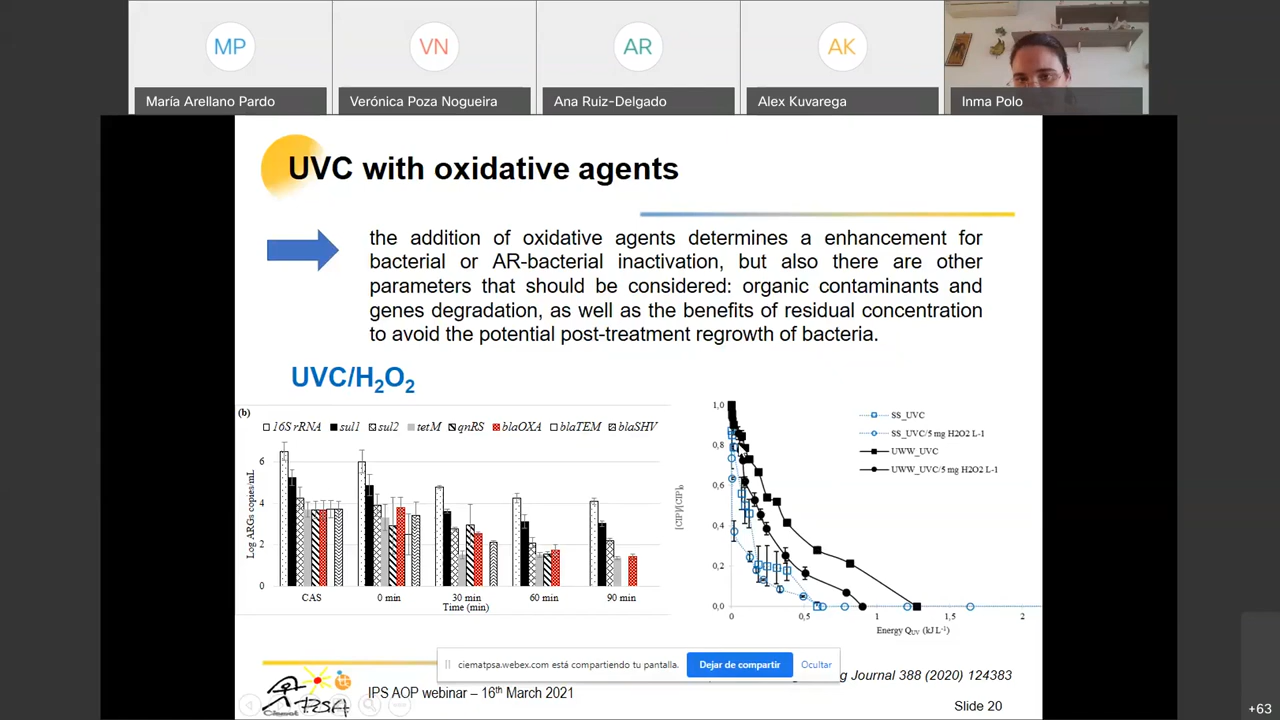 MP
VN
AR
AK
María Arellano Pardo
Verónica Poza Nogueira
Ana Ruiz-Delgado
Alex Kuvarega
Inma Polo
UVC with oxidative agents
the addition of oxidative agents determines a enhancement for
bacterial or AR-bacterial inactivation, but also there are other
parameters that should be considered: organic contaminants and
genes degradation, as well as the benefits of residual concentration
to avoid the potential post-treatment regrowth of bacteria.
UVC/H₂O₂
(b)
16S rRNA sul1 sul2 tetM qnRS blaOXA blaTEM blaSHV
Log ARGs copies/mL
6
4
2
0
CAS 0 min 30 min 60 min 90 min
Time (min)
[CIP]/[CIP]₀
1,0
0,8
0,6
0,4
0,2
0,0
0 0,5 1 1,5 2
Energy Q_UV (kJ L⁻¹)
SS_UVC
SS_UVC/5 mg H2O2 L-1
UWW_UVC
UWW_UVC/5 mg H2O2 L-1
ciematpsa.webex.com está compartiendo tu pantalla.
Dejar de compartir
Ocultar
Journal 388 (2020) 124383
Ciemat
PSA
IPS AOP webinar – 16th March 2021
Slide 20
+63